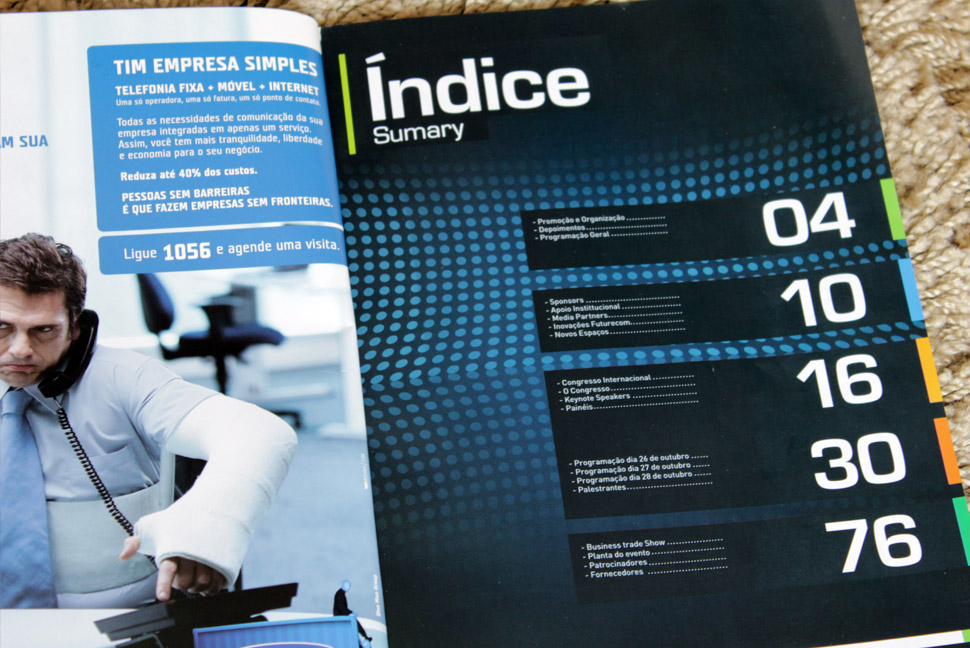 M SUA
TIM EMPRESA SIMPLES
TELEFONIA FIXA + MÓVEL + INTERNET
Uma só operadora, uma só fatura, um só ponto de contato.
Todas as necessidades de comunicação da sua
empresa integradas em apenas um serviço.
Assim, você tem mais tranquilidade, liberdade
e economia para o seu negócio.
Reduza até 40% dos custos.
PESSOAS SEM BARREIRAS
É QUE FAZEM EMPRESAS SEM FRONTEIRAS.
Ligue 1056 e agende uma visita.
Índice
Sumary
- Promoção e Organização ..............
- Depoimentos ..............
- Programação Geral ..............
04
- Sponsors ..............
- Apoio Institucional ..............
- Media Partners ..............
- Inovações Futurecom ..............
- Novos Espaços ..............
10
- Congresso Internacional ..............
- O Congresso ..............
- Keynote Speakers ..............
- Painéis ..............
16
- Programação dia 26 de outubro ......
- Programação dia 27 de outubro ......
- Programação dia 28 de outubro ......
- Palestrantes ..............
30
- Business trade Show ..............
- Planta do evento ..............
- Patrocinadores ..............
- Fornecedores ..............
76